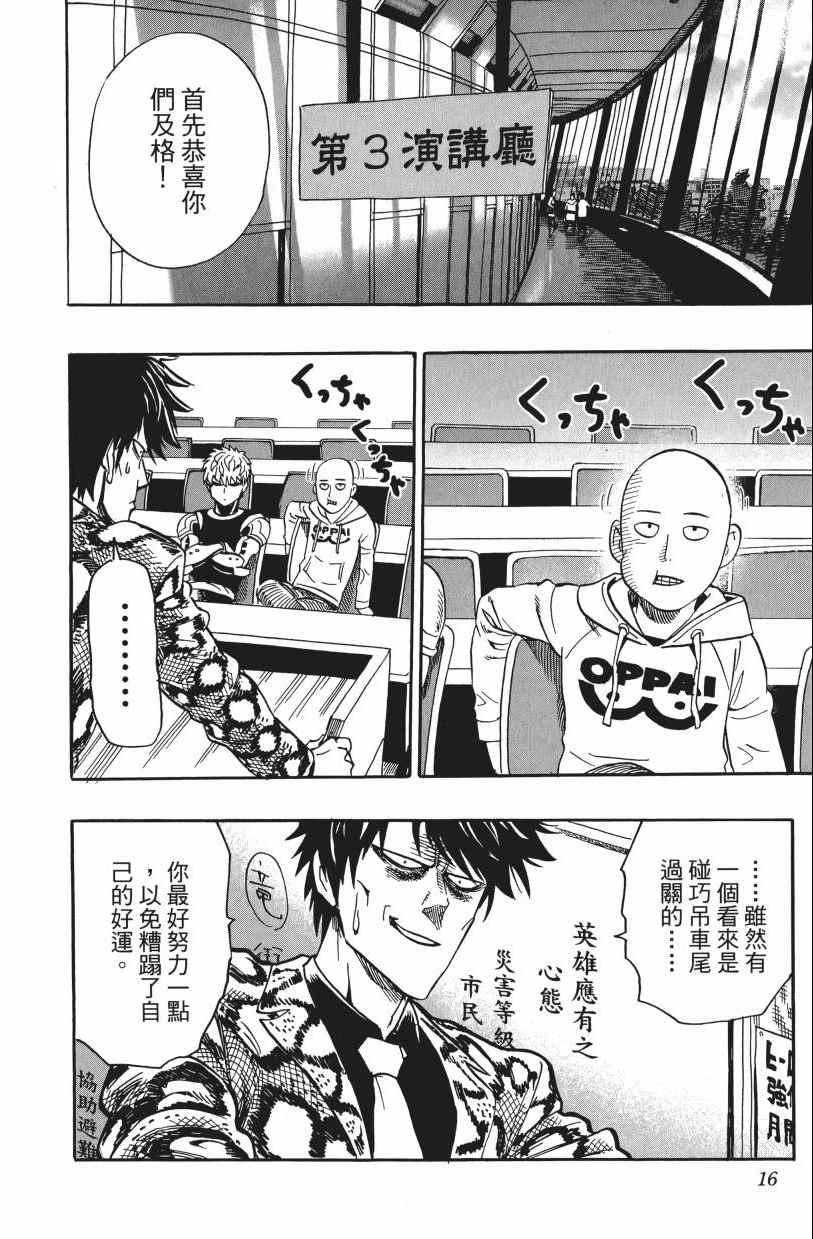 第3演講廳
首先恭喜你
們及格！
くっちゃ
くっちゃ
OPPAI
くっちゃ
OPPAI
………
……雖然有
一個看來是
碰巧吊車尾
過關的……
英雄應有之
心態
災害等級
市民
竜
協助避難
強
月間
你最好努力一點
，以免糟蹋了自
己的好運。
16